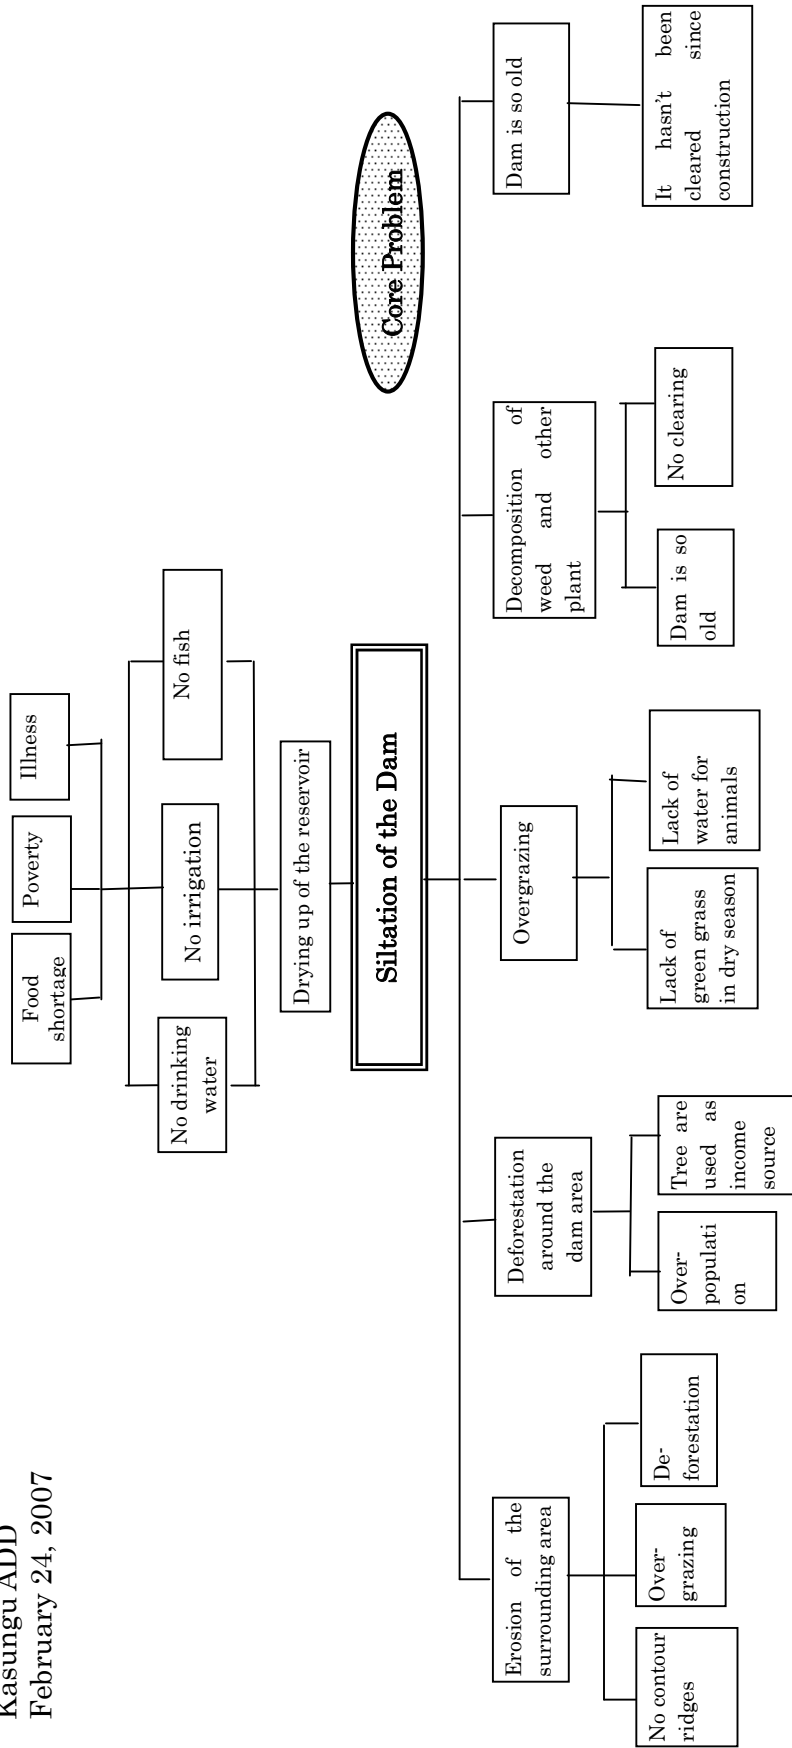 Kasungu ADD
February 24, 2007
Food
shortage
Poverty
Illness
No drinking
water
No irrigation
No fish
Drying up of the reservoir
Siltation of the Dam
Core Problem
Erosion of the
surrounding area
Deforestation
around the
dam area
Overgrazing
Decomposition of
weed and other
plant
Dam is so old
No contour
ridges
Over-
grazing
De-
forestation
Over-
populati
on
Tree are
used as
income
source
Lack of
green grass
in dry season
Lack of
water for
animals
Dam is so
old
No clearing
It hasn't been
cleared since
construction